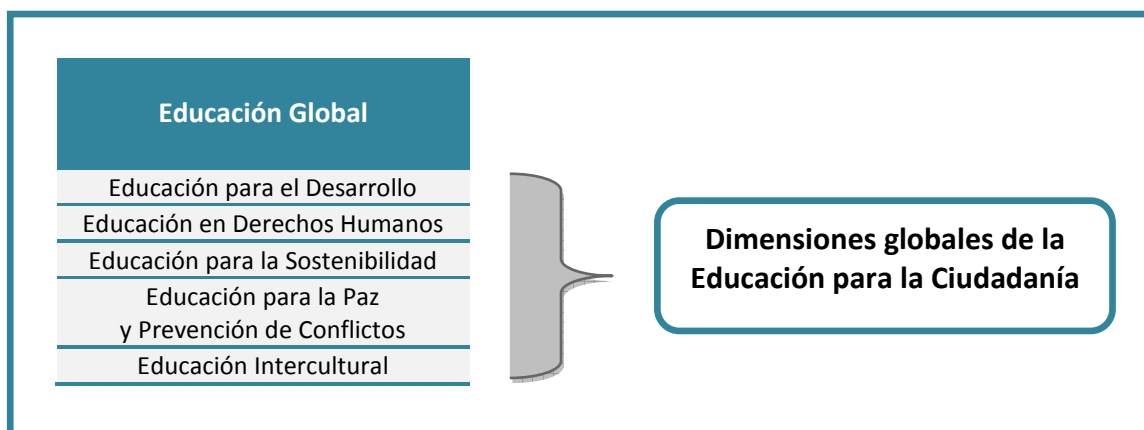 Educación Global
Educación para el Desarrollo
Educación en Derechos Humanos
Educación para la Sostenibilidad
Educación para la Paz
y Prevención de Conflictos
Educación Intercultural
Dimensiones globales de la
Educación para la Ciudadanía